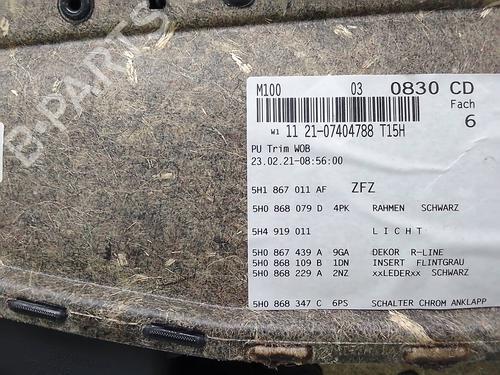 B-PARTS
M100 03 0830 CD
Fach
6
W1 11 21-07404788 T15H
PU Trim WOB
23.02.21-08:56:00
5H1 867 011 AF ZFZ
5H0 868 079 D 4PK RAHMEN SCHWARZ
5H4 919 011 LICHT
5H0 867 439 A 9GA DEKOR R-LINE
5H0 868 109 B 1DN INSERT FLINTGRAU
5H0 868 229 A 2NZ xxLEDERxx SCHWARZ
5H0 868 347 C 6PS SCHALTER CHROM ANKLAPP